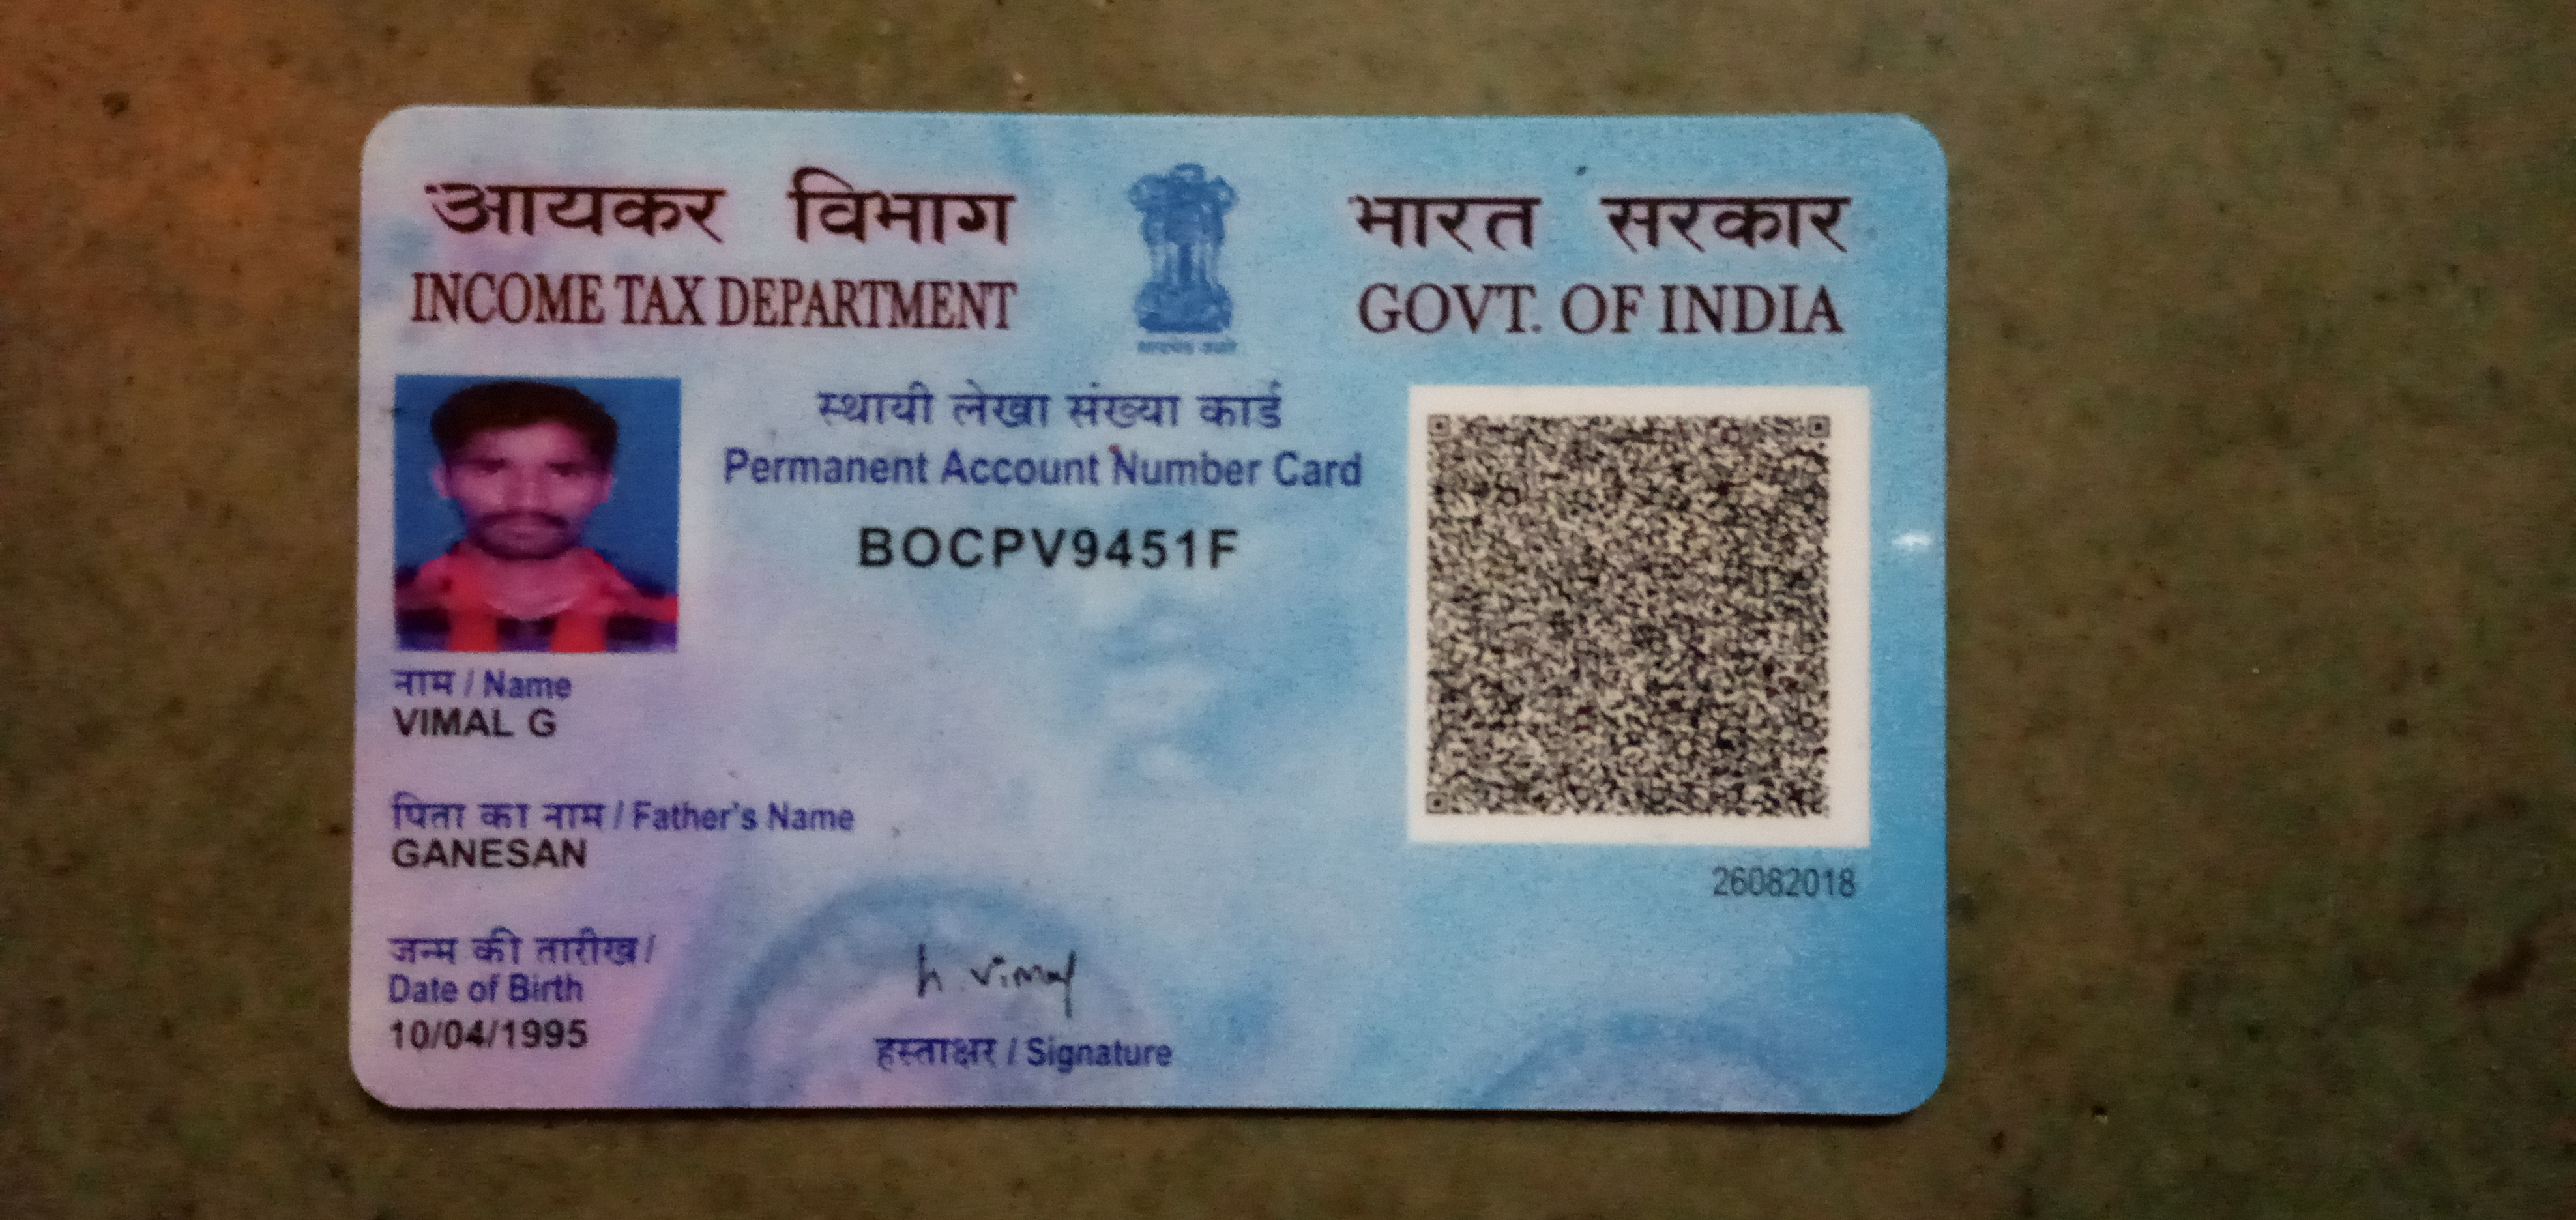 आयकर विभाग
INCOME TAX DEPARTMENT
भारत सरकार
GOVT. OF INDIA
स्थायी लेखा संख्या कार्ड
Permanent Account Number Card
BOCPV9451F
नाम / Name
VIMAL G
पिता का नाम / Father's Name
GANESAN
जन्म की तारीख /
Date of Birth
10/04/1995
हस्ताक्षर / Signature
26082018